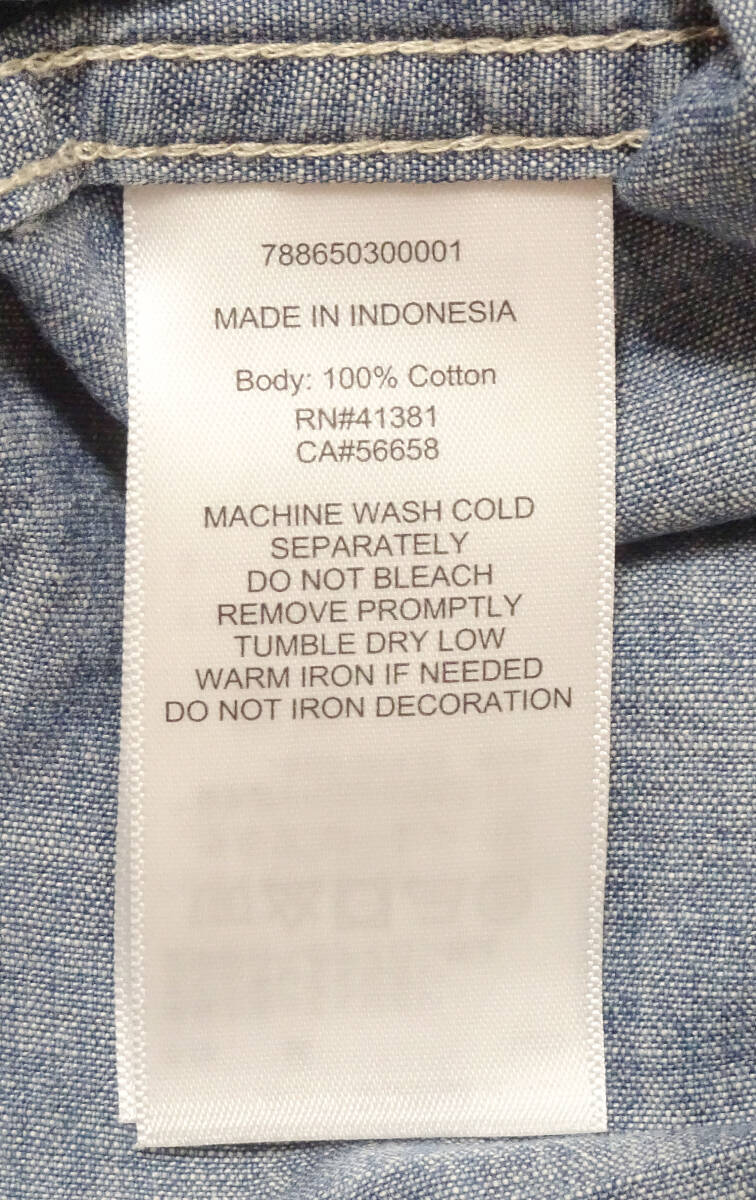 788650300001
MADE IN INDONESIA
Body: 100% Cotton
RN#41381
CA#56658
MACHINE WASH COLD
SEPARATELY
DO NOT BLEACH
REMOVE PROMPTLY
TUMBLE DRY LOW
WARM IRON IF NEEDED
DO NOT IRON DECORATION